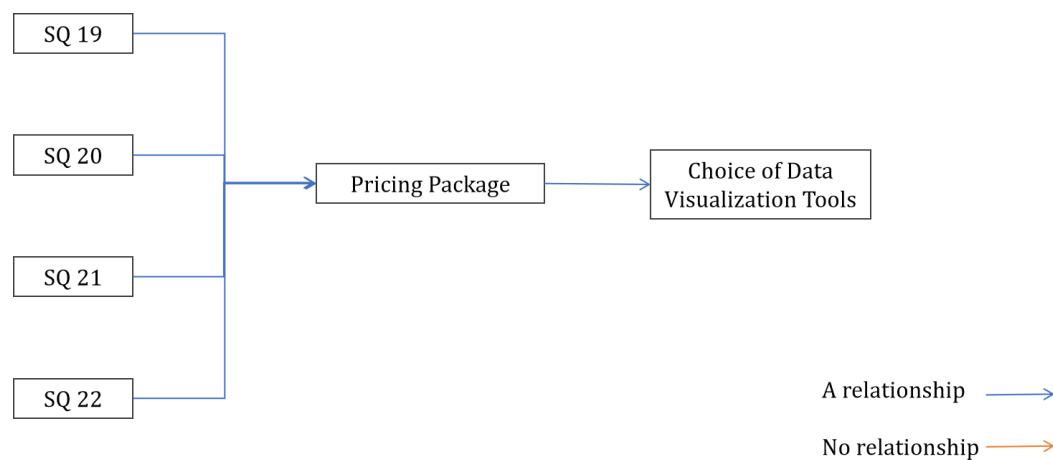 SQ 19
SQ 20
SQ 21
SQ 22
Pricing Package
Choice of Data
Visualization Tools
A relationship
No relationship